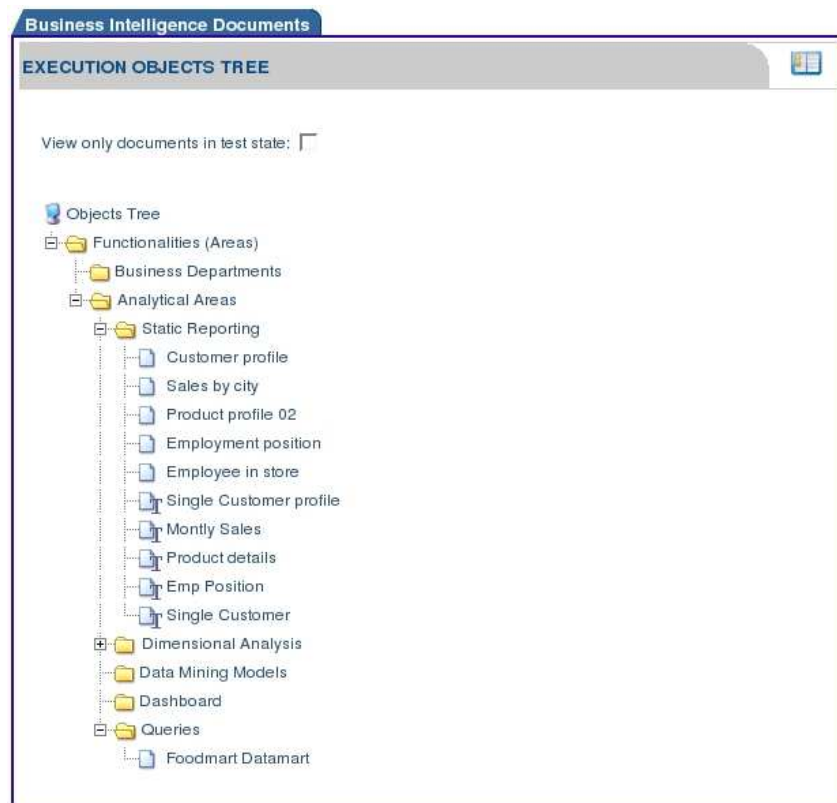 Business Intelligence Documents
EXECUTION OBJECTS TREE
View only documents in test state:
Objects Tree
Functionalities (Areas)
Business Departments
Analytical Areas
Static Reporting
Customer profile
Sales by city
Product profile 02
Employment position
Employee in store
Single Customer profile
Montly Sales
Product details
Emp Position
Single Customer
Dimensional Analysis
Data Mining Models
Dashboard
Queries
Foodmart Datamart